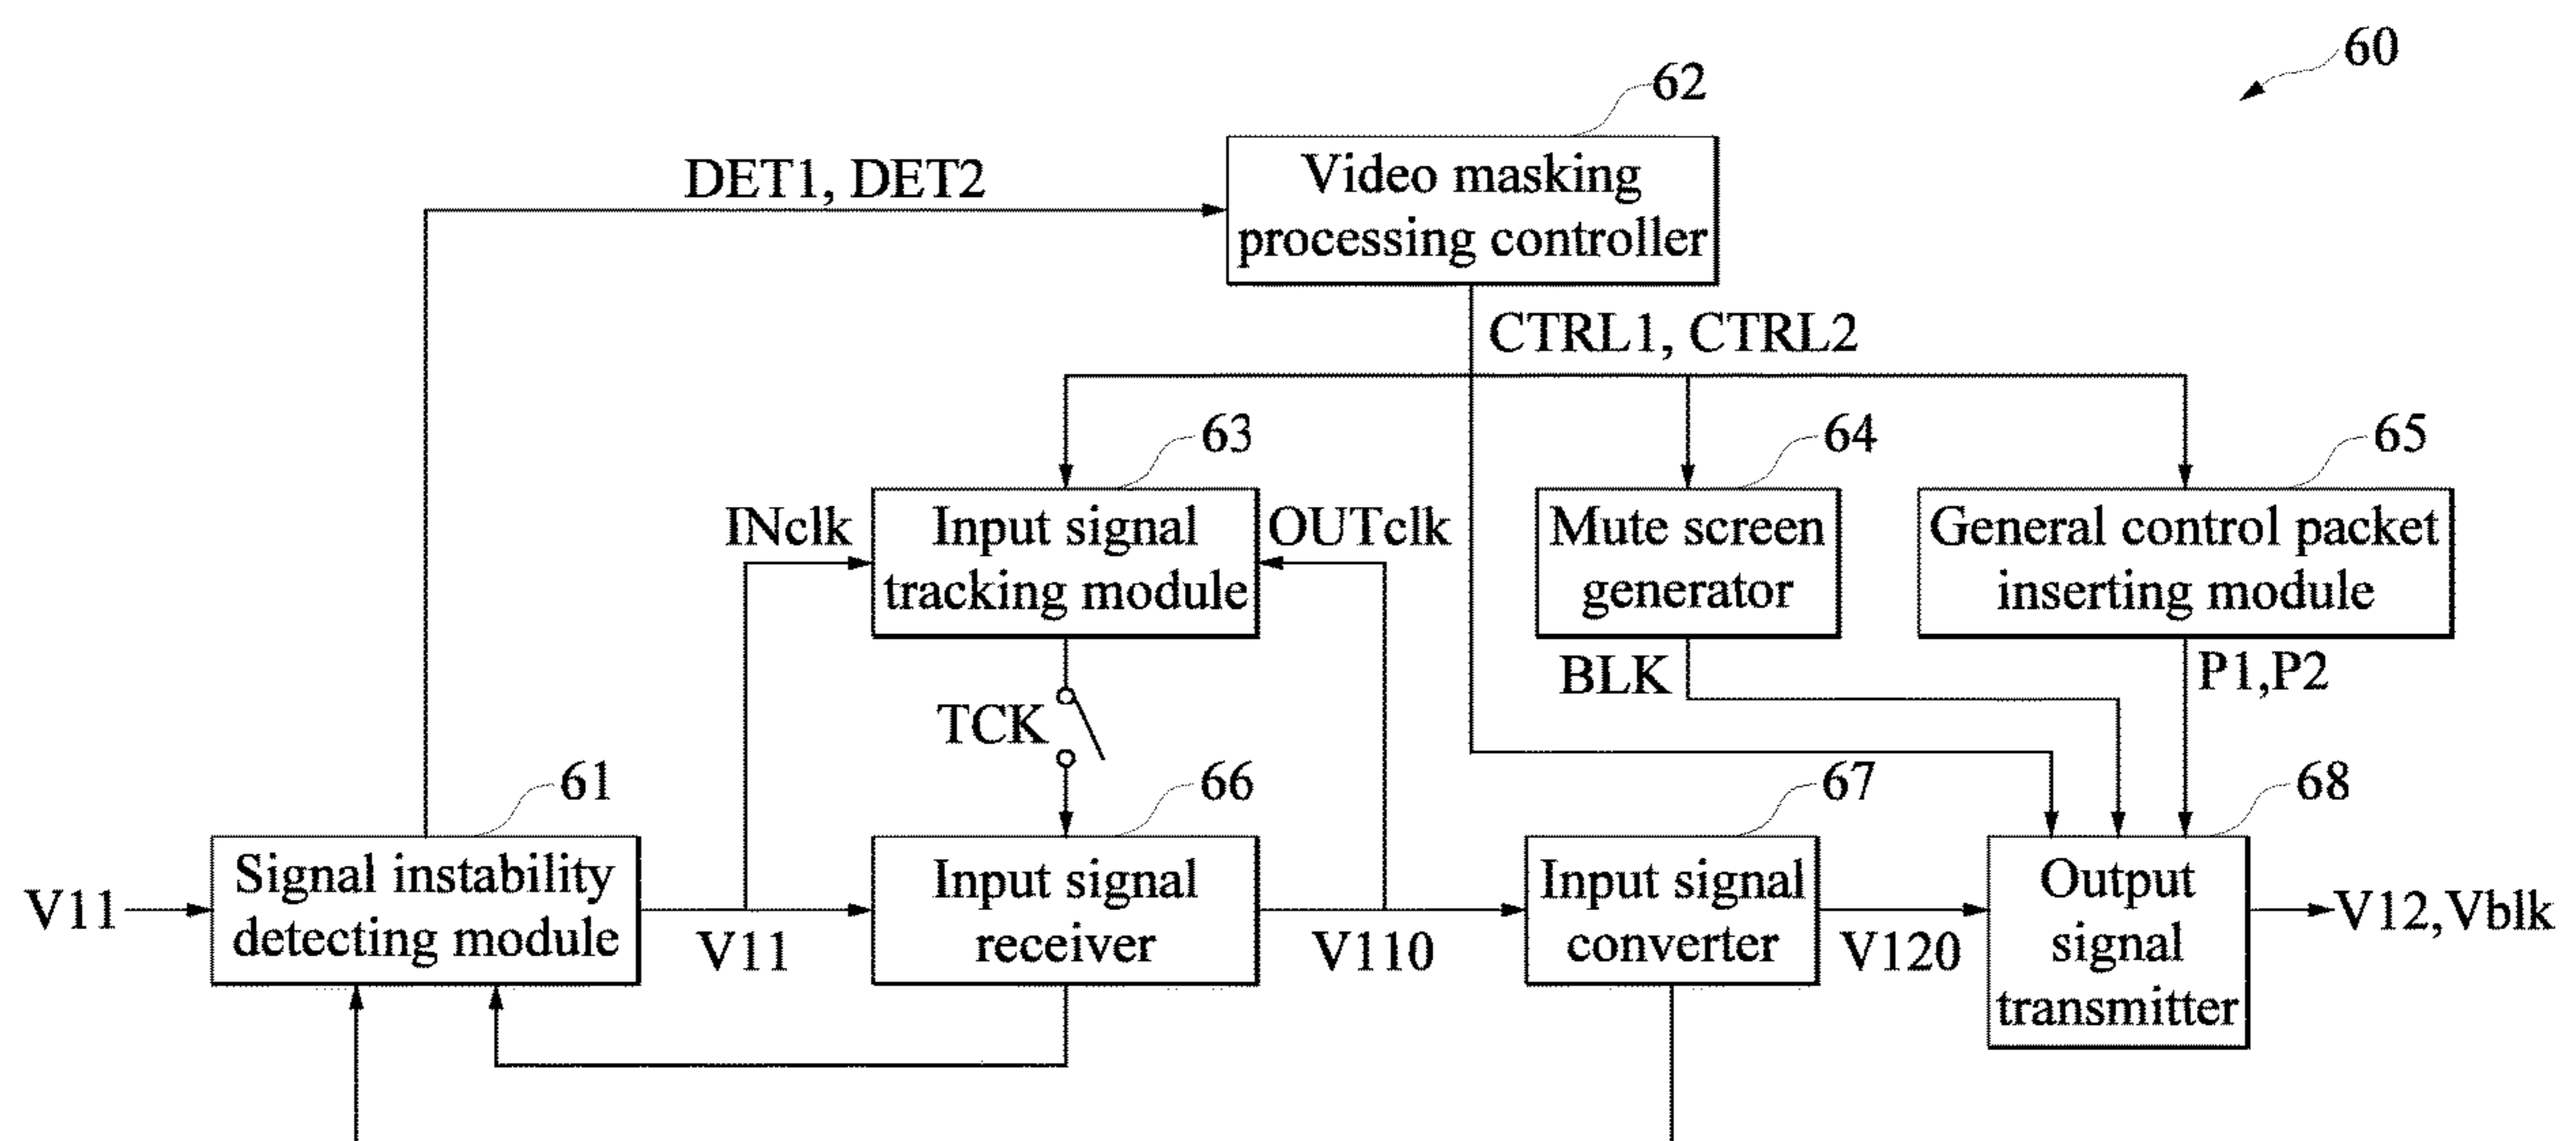 60
62
Video masking
processing controller
DET1, DET2
CTRL1, CTRL2
63
64
65
INclk
Input signal
tracking module
OUTclk
Mute screen
generator
General control packet
inserting module
BLK
P1,P2
TCK
61
66
67
68
V11
Signal instability
detecting module
V11
Input signal
receiver
V110
Input signal
converter
V120
Output
signal
transmitter
V12,Vblk